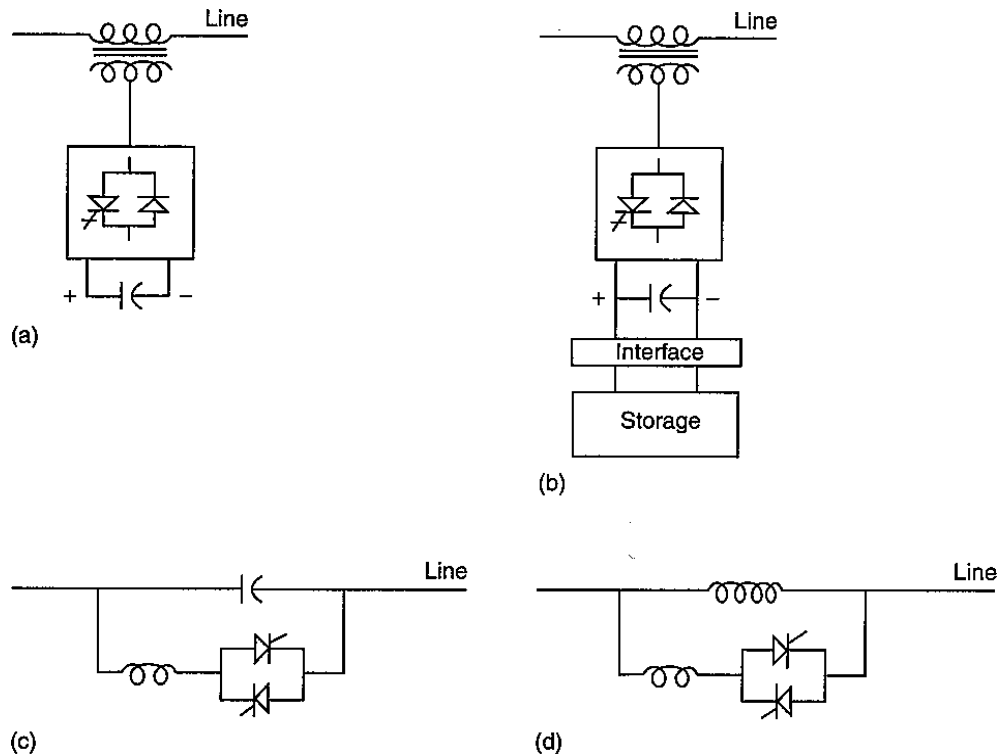 Line
+
−
(a)
Line
+
−
Interface
Storage
(b)
Line
(c)
Line
(d)